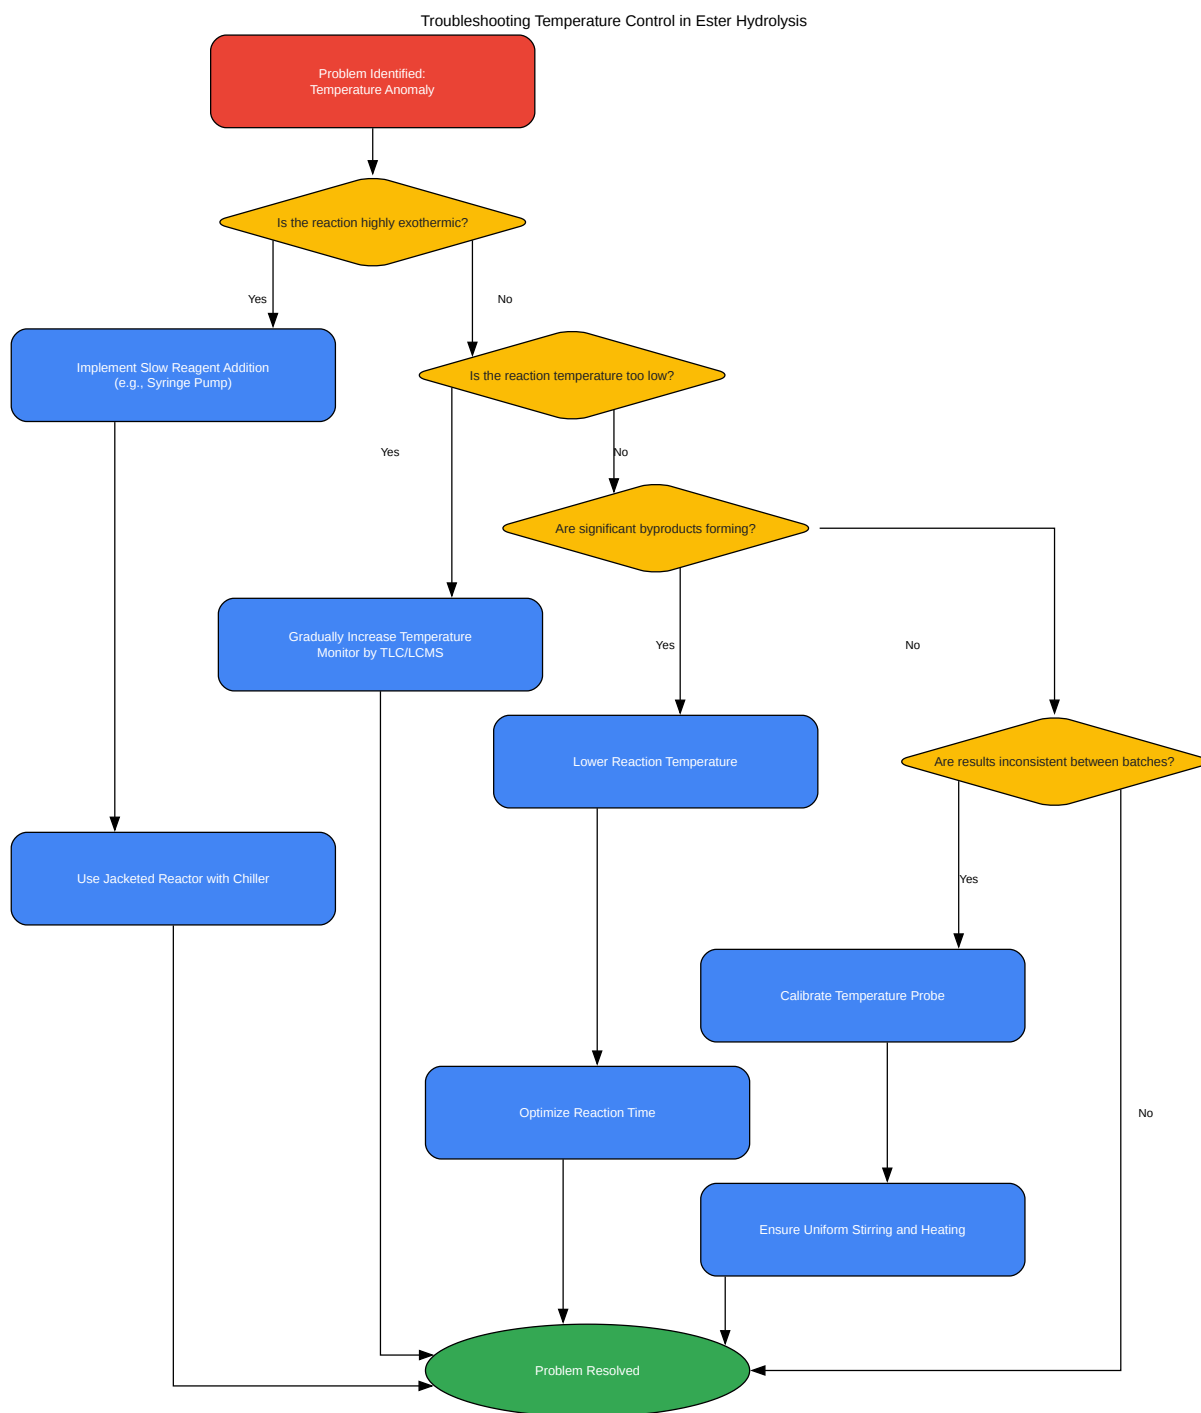 Troubleshooting Temperature Control in Ester Hydrolysis
Problem Identified:
Temperature Anomaly
Is the reaction highly exothermic?
Yes
No
Implement Slow Reagent Addition
(e.g., Syringe Pump)
Is the reaction temperature too low?
Yes
No
Are significant byproducts forming?
Gradually Increase Temperature
Monitor by TLC/LCMS
Yes
No
Lower Reaction Temperature
Are results inconsistent between batches?
Use Jacketed Reactor with Chiller
Yes
Calibrate Temperature Probe
Optimize Reaction Time
No
Ensure Uniform Stirring and Heating
Problem Resolved